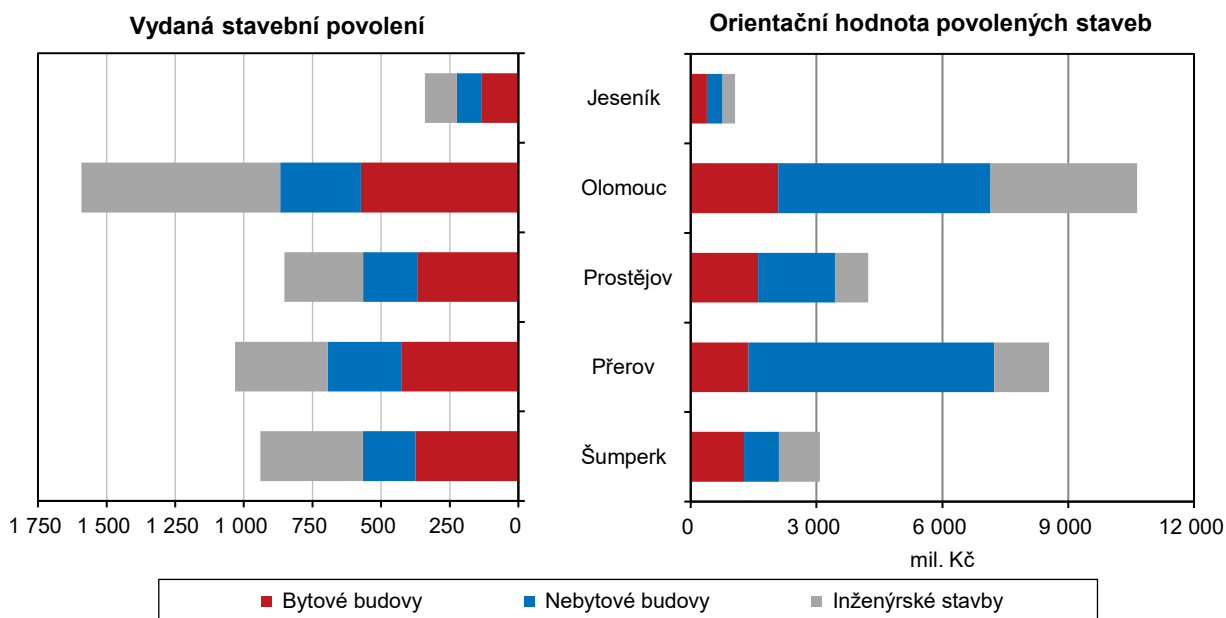 Vydaná stavební povolení
Orientační hodnota povolených staveb
Jeseník
Olomouc
Prostějov
Přerov
Šumperk
1 750 1 500 1 250 1 000 750 500 250 0
0 3 000 6 000 9 000 12 000
mil. Kč
Bytové budovy Nebytové budovy Inženýrské stavby